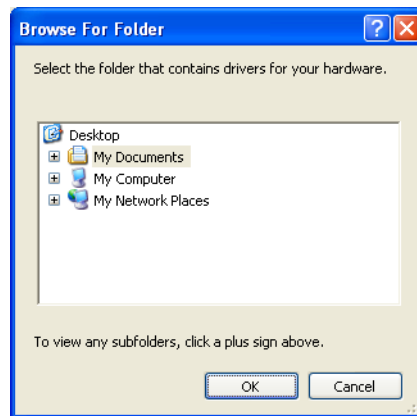 Browse For Folder
Select the folder that contains drivers for your hardware.
Desktop
My Documents
My Computer
My Network Places
To view any subfolders, click a plus sign above.
OK Cancel